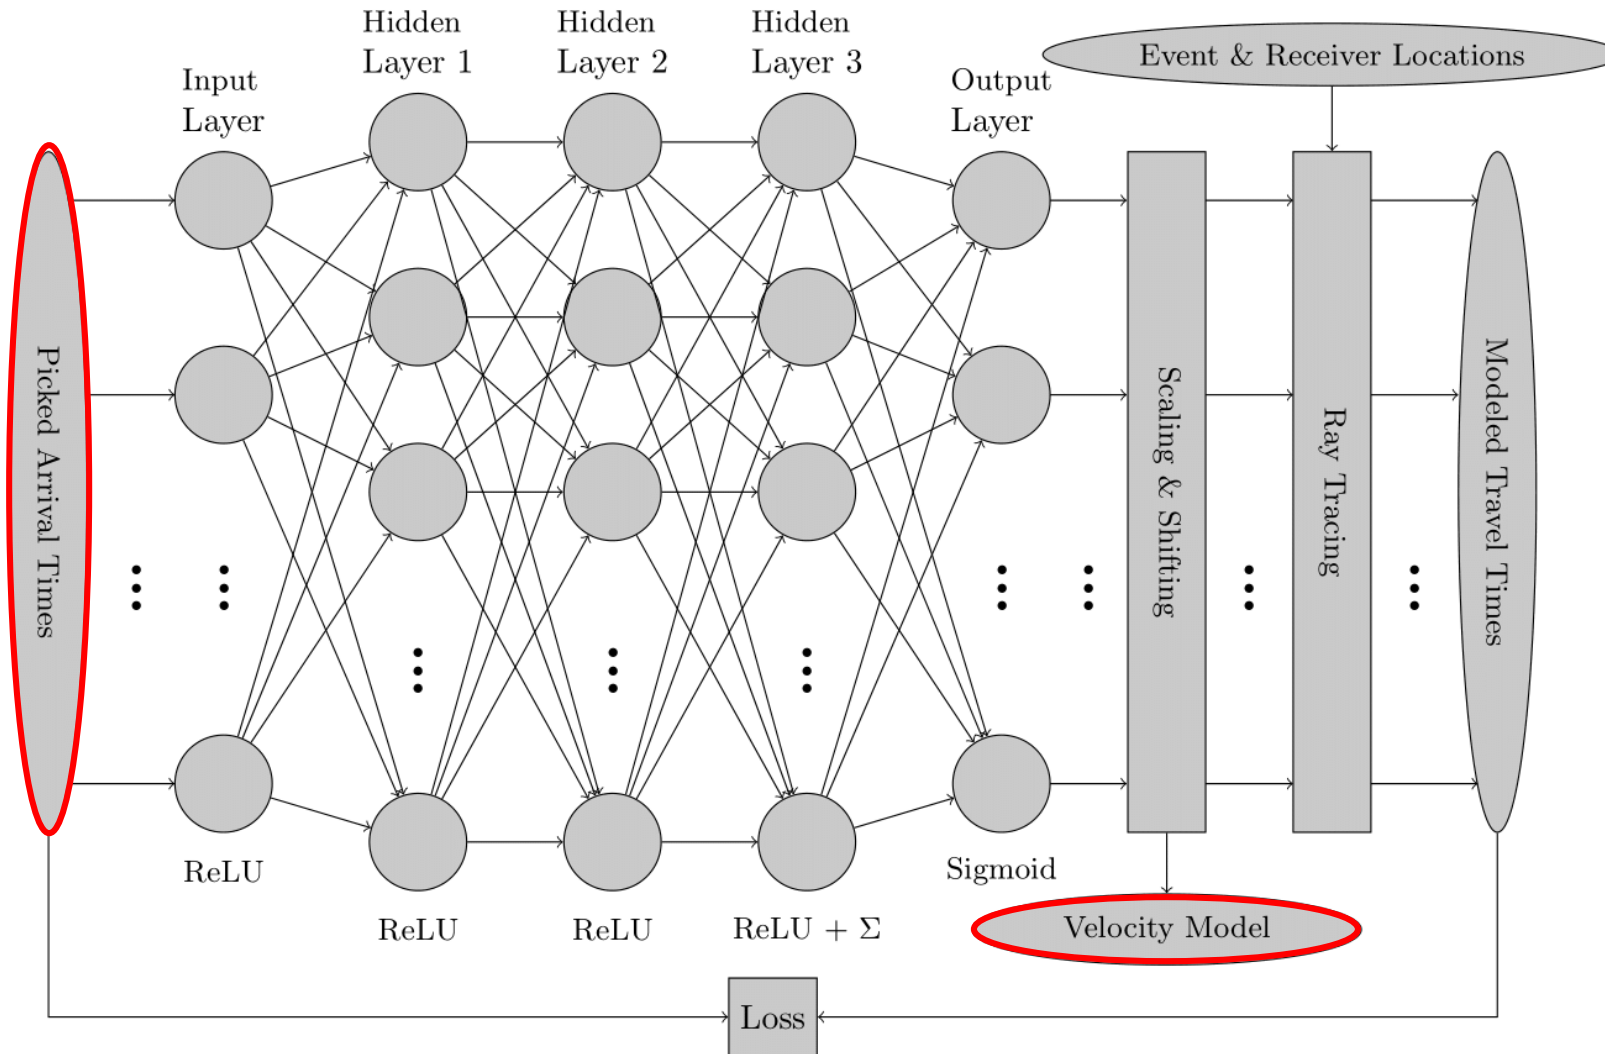 Hidden
Layer 1
Hidden
Layer 2
Hidden
Layer 3
Event & Receiver Locations
Input
Layer
Output
Layer
Picked Arrival Times
Scaling & Shifting
Ray Tracing
Modeled Travel Times
ReLU
ReLU
ReLU
ReLU + Σ
Sigmoid
Velocity Model
Loss